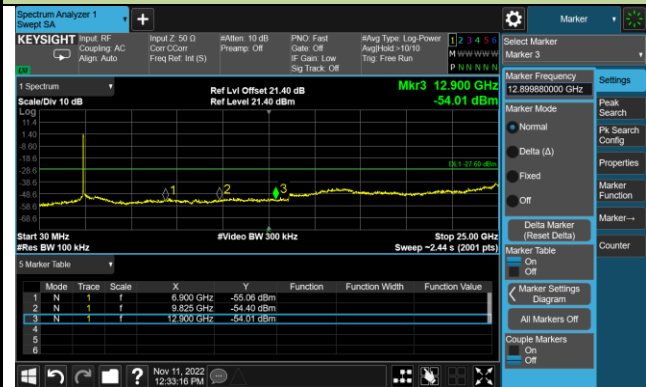 Spectrum Analyzer 1
Swept SA
Marker
KEYSIGHT Input: RF Input Z: 50 Ω #Atten: 10 dB PNO: Fast #Avg Type: Log-Power 1 2 3 4 5 6
Coupling: AC Corr CCorr Preamp: Off Gate: Off Avg|Hold:>10/10 M W W W W W
Align: Auto Freq Ref: Int (S) IF Gain: Low Trig: Free Run
Sig Track: Off P N N N N N
Select Marker
Marker 3
1 Spectrum
Scale/Div 10 dB
Ref Lvl Offset 21.40 dB
Ref Level 21.40 dBm
Mkr3 12.900 GHz
-54.01 dBm
Log
11.4
1.40
-8.60
-18.6
-28.6
-38.6
-48.6
-58.6
-68.6
DL1 -27.60 dBm
1
2
3
Start 30 MHz #Video BW 300 kHz Stop 25.00 GHz
#Res BW 100 kHz Sweep ~2.44 s (2001 pts)
5 Marker Table
Mode Trace Scale X Y Function Function Width Function Value
1 N 1 f 6.900 GHz -55.06 dBm
2 N 1 f 9.825 GHz -54.40 dBm
3 N 1 f 12.900 GHz -54.01 dBm
4
5
6
Nov 11, 2022
12:33:16 PM
Marker Frequency
12.899880000 GHz
Marker Mode
Normal
Delta (Δ)
Fixed
Off
Delta Marker
(Reset Delta)
Marker Table
On
Off
Marker Settings
Diagram
All Markers Off
Couple Markers
On
Off
Settings
Peak
Search
Pk Search
Config
Properties
Marker
Function
Marker→
Counter